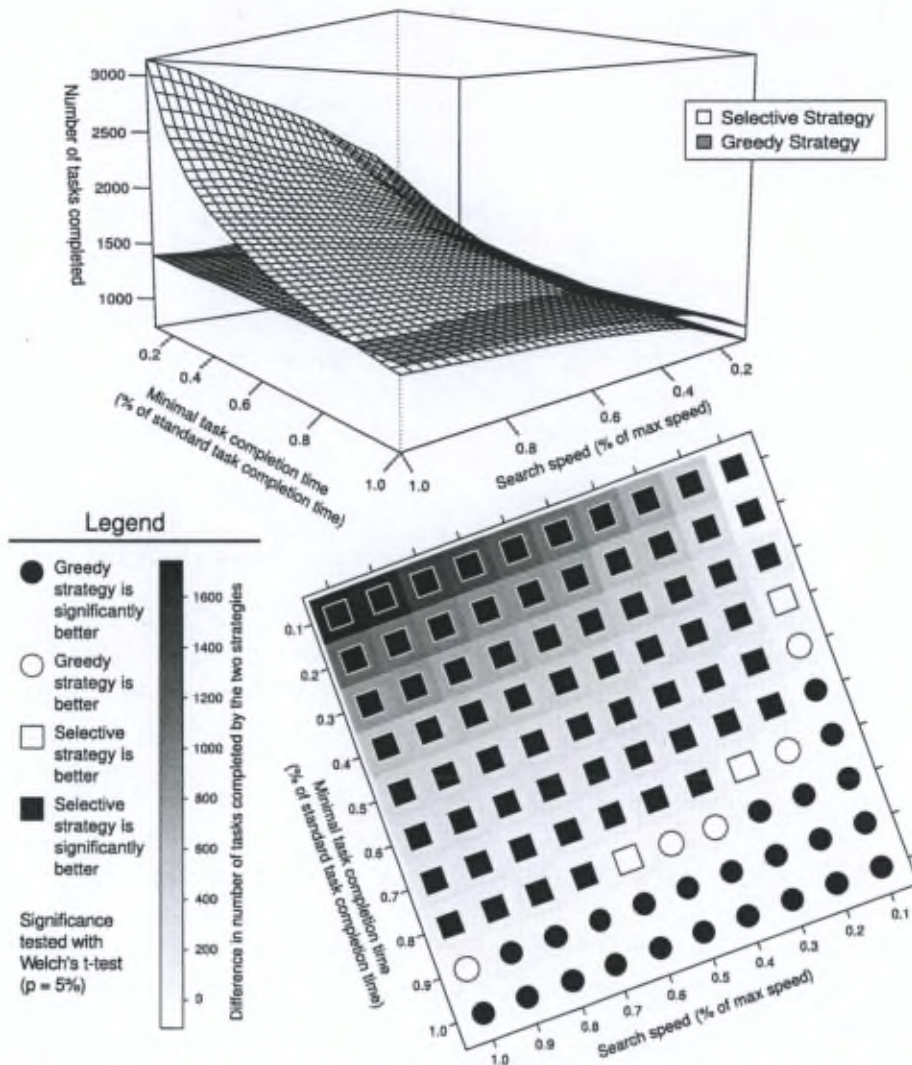 3000
2500
2000
1500
1000
Number of tasks completed
Selective Strategy
Greedy Strategy
0.2
0.4
0.6
0.8
1.0
Minimal task completion time
(% of standard task completion time)
1.0
0.8
0.6
0.4
0.2
Search speed (% of max speed)
Legend
Greedy
strategy is
significantly
better
Greedy
strategy is
better
Selective
strategy is
better
Selective
strategy is
significantly
better
Significance
tested with
Welch's t-test
(p = 5%)
1600
1400
1200
1000
800
600
400
200
0
Difference in number of tasks completed by the two strategies
0.1
0.2
0.3
0.4
0.5
0.6
0.7
0.8
0.9
1.0
Minimal task completion time
(% of standard task completion time)
1.0
0.9
0.8
0.7
0.6
0.5
0.4
0.3
0.2
0.1
Search speed (% of max speed)